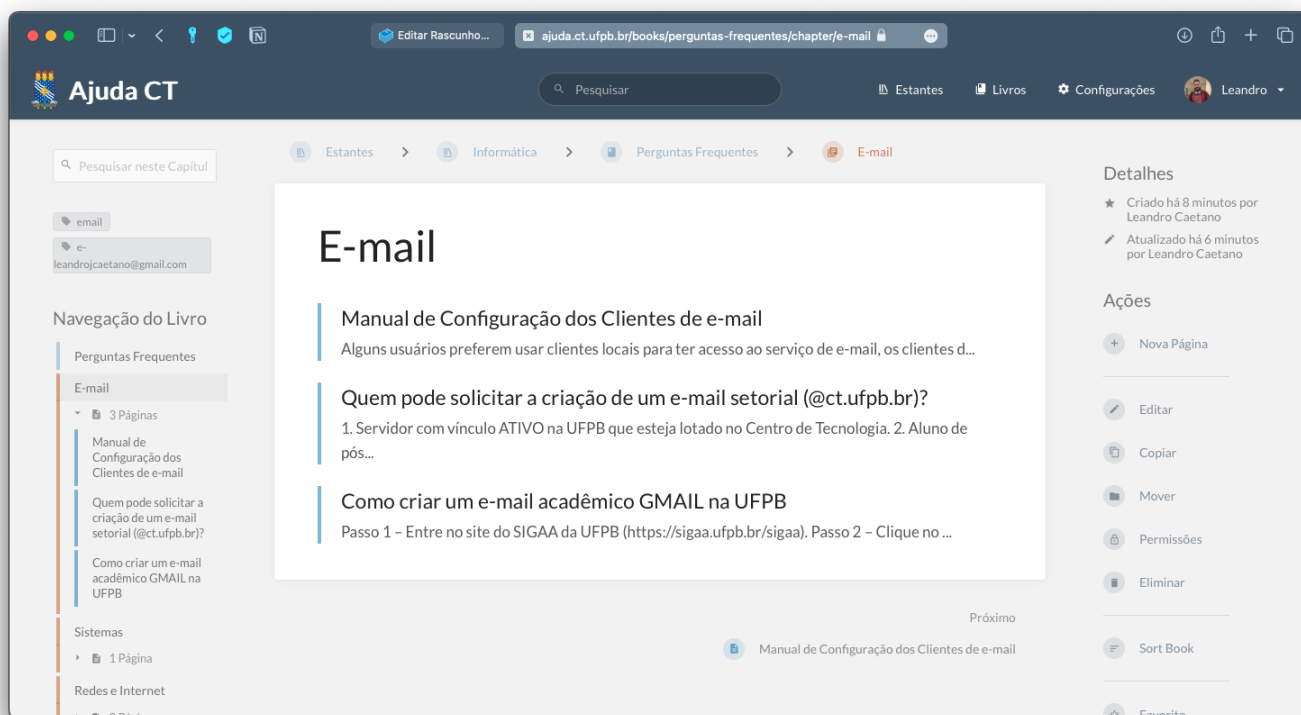 Editar Rascunho...
ajuda.ct.ufpb.br/books/perguntas-frequentes/chapter/e-mail
Ajuda CT
Pesquisar
Estantes
Livros
Configurações
Leandro
Pesquisar neste Capítul
email
e-
leandrojcaetano@gmail.com
Navegação do Livro
Perguntas Frequentes
E-mail
3 Páginas
Manual de
Configuração dos
Clientes de e-mail
Quem pode solicitar a
criação de um e-mail
setorial (@ct.ufpb.br)?
Como criar um e-mail
acadêmico GMAIL na
UFPB
Sistemas
1 Página
Redes e Internet
Estantes
Informática
Perguntas Frequentes
E-mail
E-mail
Manual de Configuração dos Clientes de e-mail
Alguns usuários preferem usar clientes locais para ter acesso ao serviço de e-mail, os clientes d...
Quem pode solicitar a criação de um e-mail setorial (@ct.ufpb.br)?
1. Servidor com vínculo ATIVO na UFPB que esteja lotado no Centro de Tecnologia. 2. Aluno de
pós...
Como criar um e-mail acadêmico GMAIL na UFPB
Passo 1 – Entre no site do SIGAA da UFPB (https://sigaa.ufpb.br/sigaa). Passo 2 – Clique no ...
Próximo
Manual de Configuração dos Clientes de e-mail
Detalhes
Criado há 8 minutos por
Leandro Caetano
Atualizado há 6 minutos
por Leandro Caetano
Ações
Nova Página
Editar
Copiar
Mover
Permissões
Eliminar
Sort Book
Favorito